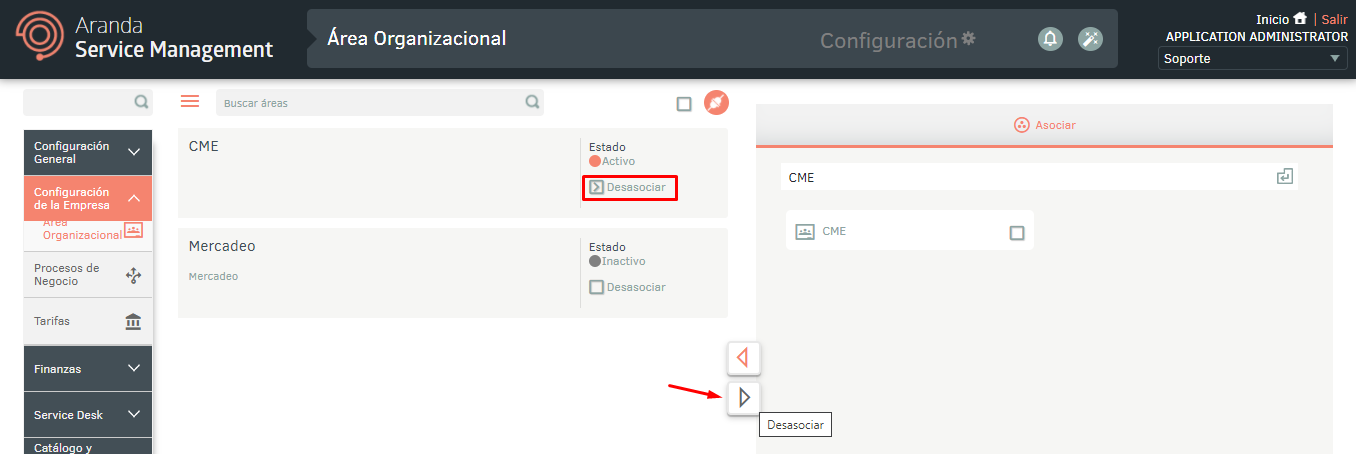 Aranda
Service Management
Área Organizacional
Configuración
Inicio | Salir
APPLICATION ADMINISTRATOR
Soporte
Buscar áreas
Configuración
General
Configuración
de la Empresa
Área
Organizacional
Procesos de
Negocio
Tarifas
Finanzas
Service Desk
Catálogo y
CME
Estado
Activo
Desasociar
Mercadeo
Mercadeo
Estado
Inactivo
Desasociar
Asociar
CME
CME
Desasociar